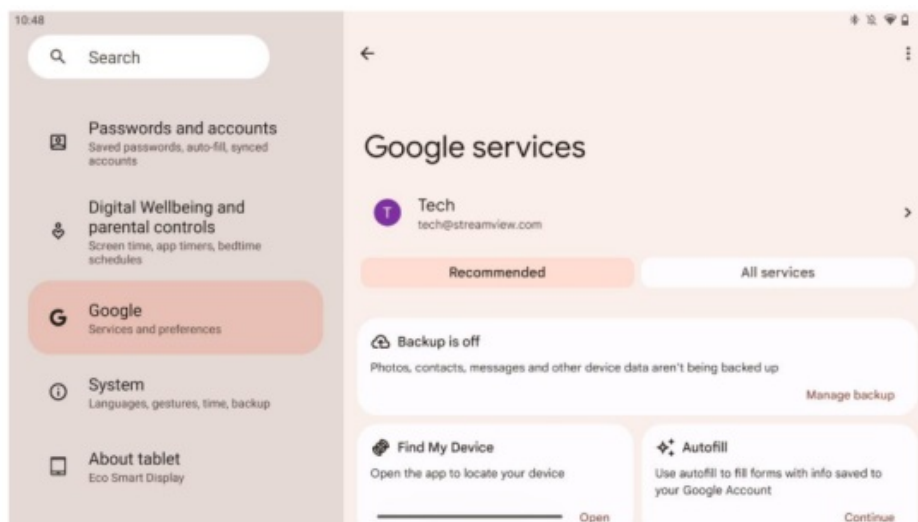 10:48
Search
Passwords and accounts
Saved passwords, auto-fill, synced
accounts
Digital Wellbeing and
parental controls
Screen time, app timers, bedtime
schedules
G
Google
Services and preferences
System
Languages, gestures, time, backup
About tablet
Eco Smart Display
Google services
T
Tech
tech@streamview.com
Recommended
All services
Backup is off
Photos, contacts, messages and other device data aren't being backed up
Manage backup
Find My Device
Open the app to locate your device
Open
Autofill
Use autofill to fill forms with info saved to
your Google Account
Continue